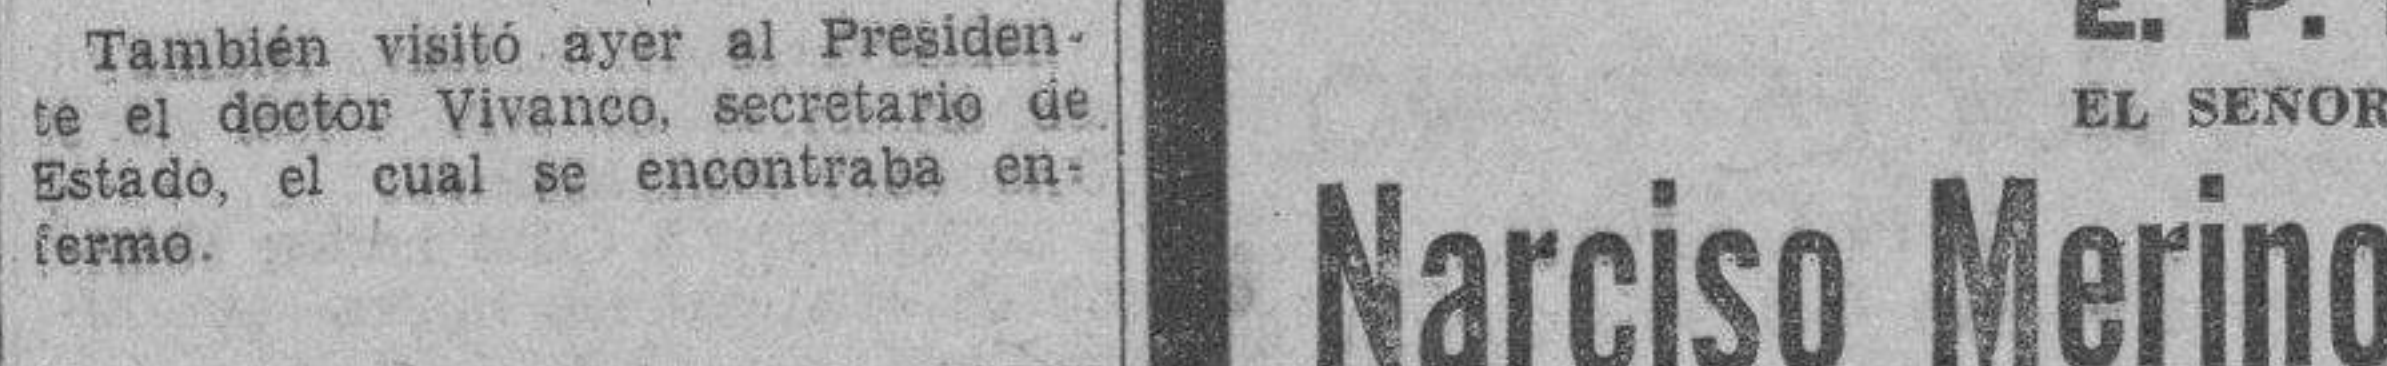 También visitó ayer al Presiden-
te el doctor Vivanco, secretario de
Estado, el cual se encontraba en-
fermo.
E. P.
EL SEÑOR
Narciso Merino